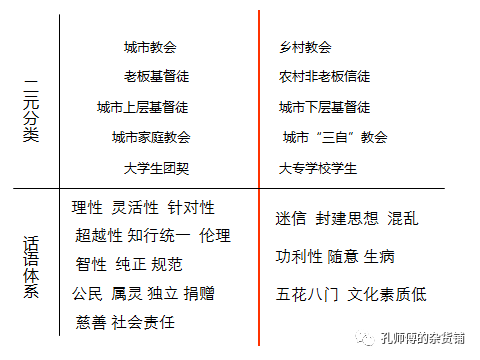 二元分类
城市教会 乡村教会
老板基督徒 农村非老板信徒
城市上层基督徒 城市下层基督徒
城市家庭教会 城市“三自”教会
大学生团契 大专学校学生
话语体系
理性 灵活性 针对性
超越性 知行统一 伦理
智性 纯正 规范
公民 属灵 独立 捐赠
慈善 社会责任
迷信 封建思想 混乱
功利性 随意 生病
五花八门 文化素质低
孔师傅的杂货铺